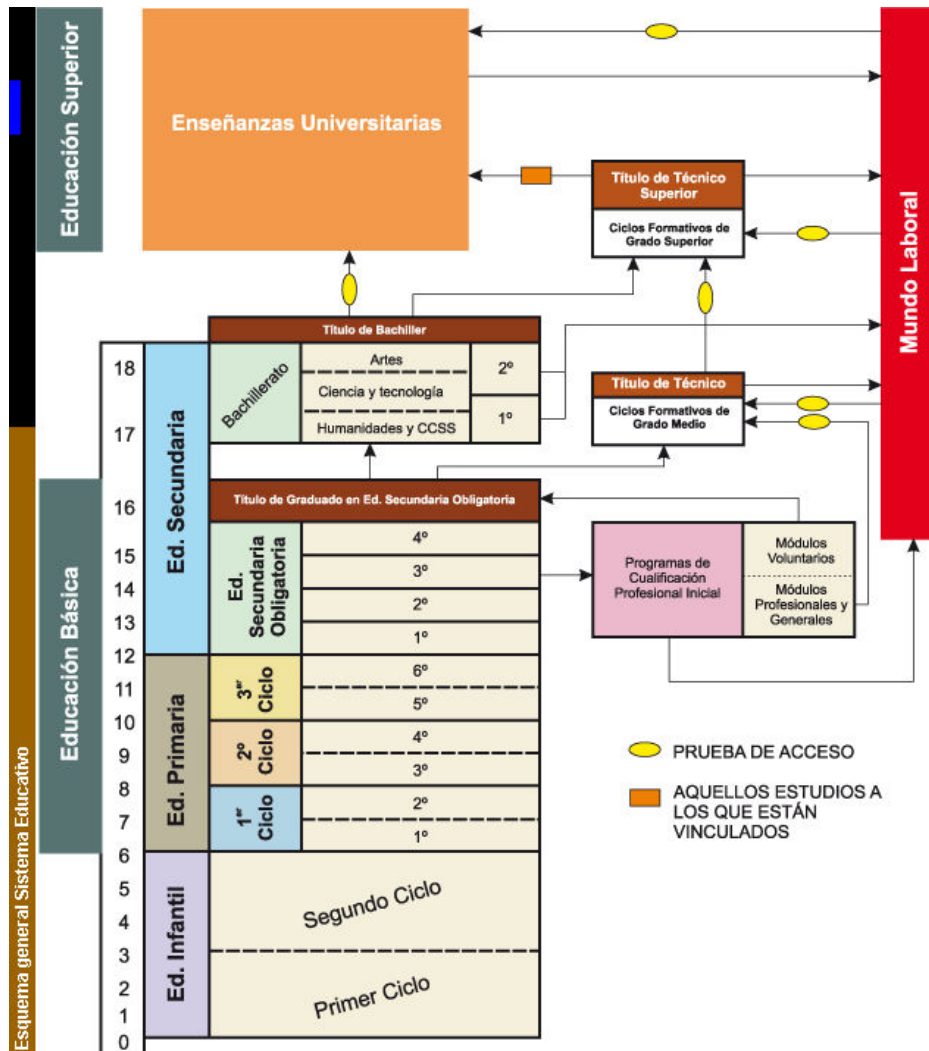 Educación Superior
Enseñanzas Universitarias
Título de Técnico
Superior
Ciclos Formativos de
Grado Superior
Mundo Laboral
Título de Bachiller
18
17
16
15
14
13
12
11
10
9
8
7
6
5
4
3
2
1
0
Ed. Secundaria
Bachillerato
Artes
Ciencia y tecnología
Humanidades y CCSS
2º
1º
Título de Técnico
Ciclos Formativos de
Grado Medio
Educación Básica
Título de Graduado en Ed. Secundaria Obligatoria
Ed.
Secundaria
Obligatoria
4º
3º
2º
1º
Programas de
Cualificación
Profesional Inicial
Módulos
Voluntarios
Módulos
Profesionales y
Generales
Ed. Primaria
3er
Ciclo
6º
5º
2º
Ciclo
4º
3º
1er
Ciclo
2º
1º
Ed. Infantil
Segundo Ciclo
Primer Ciclo
PRUEBA DE ACCESO
AQUELLOS ESTUDIOS A
LOS QUE ESTÁN
VINCULADOS
Esquema general Sistema Educativo